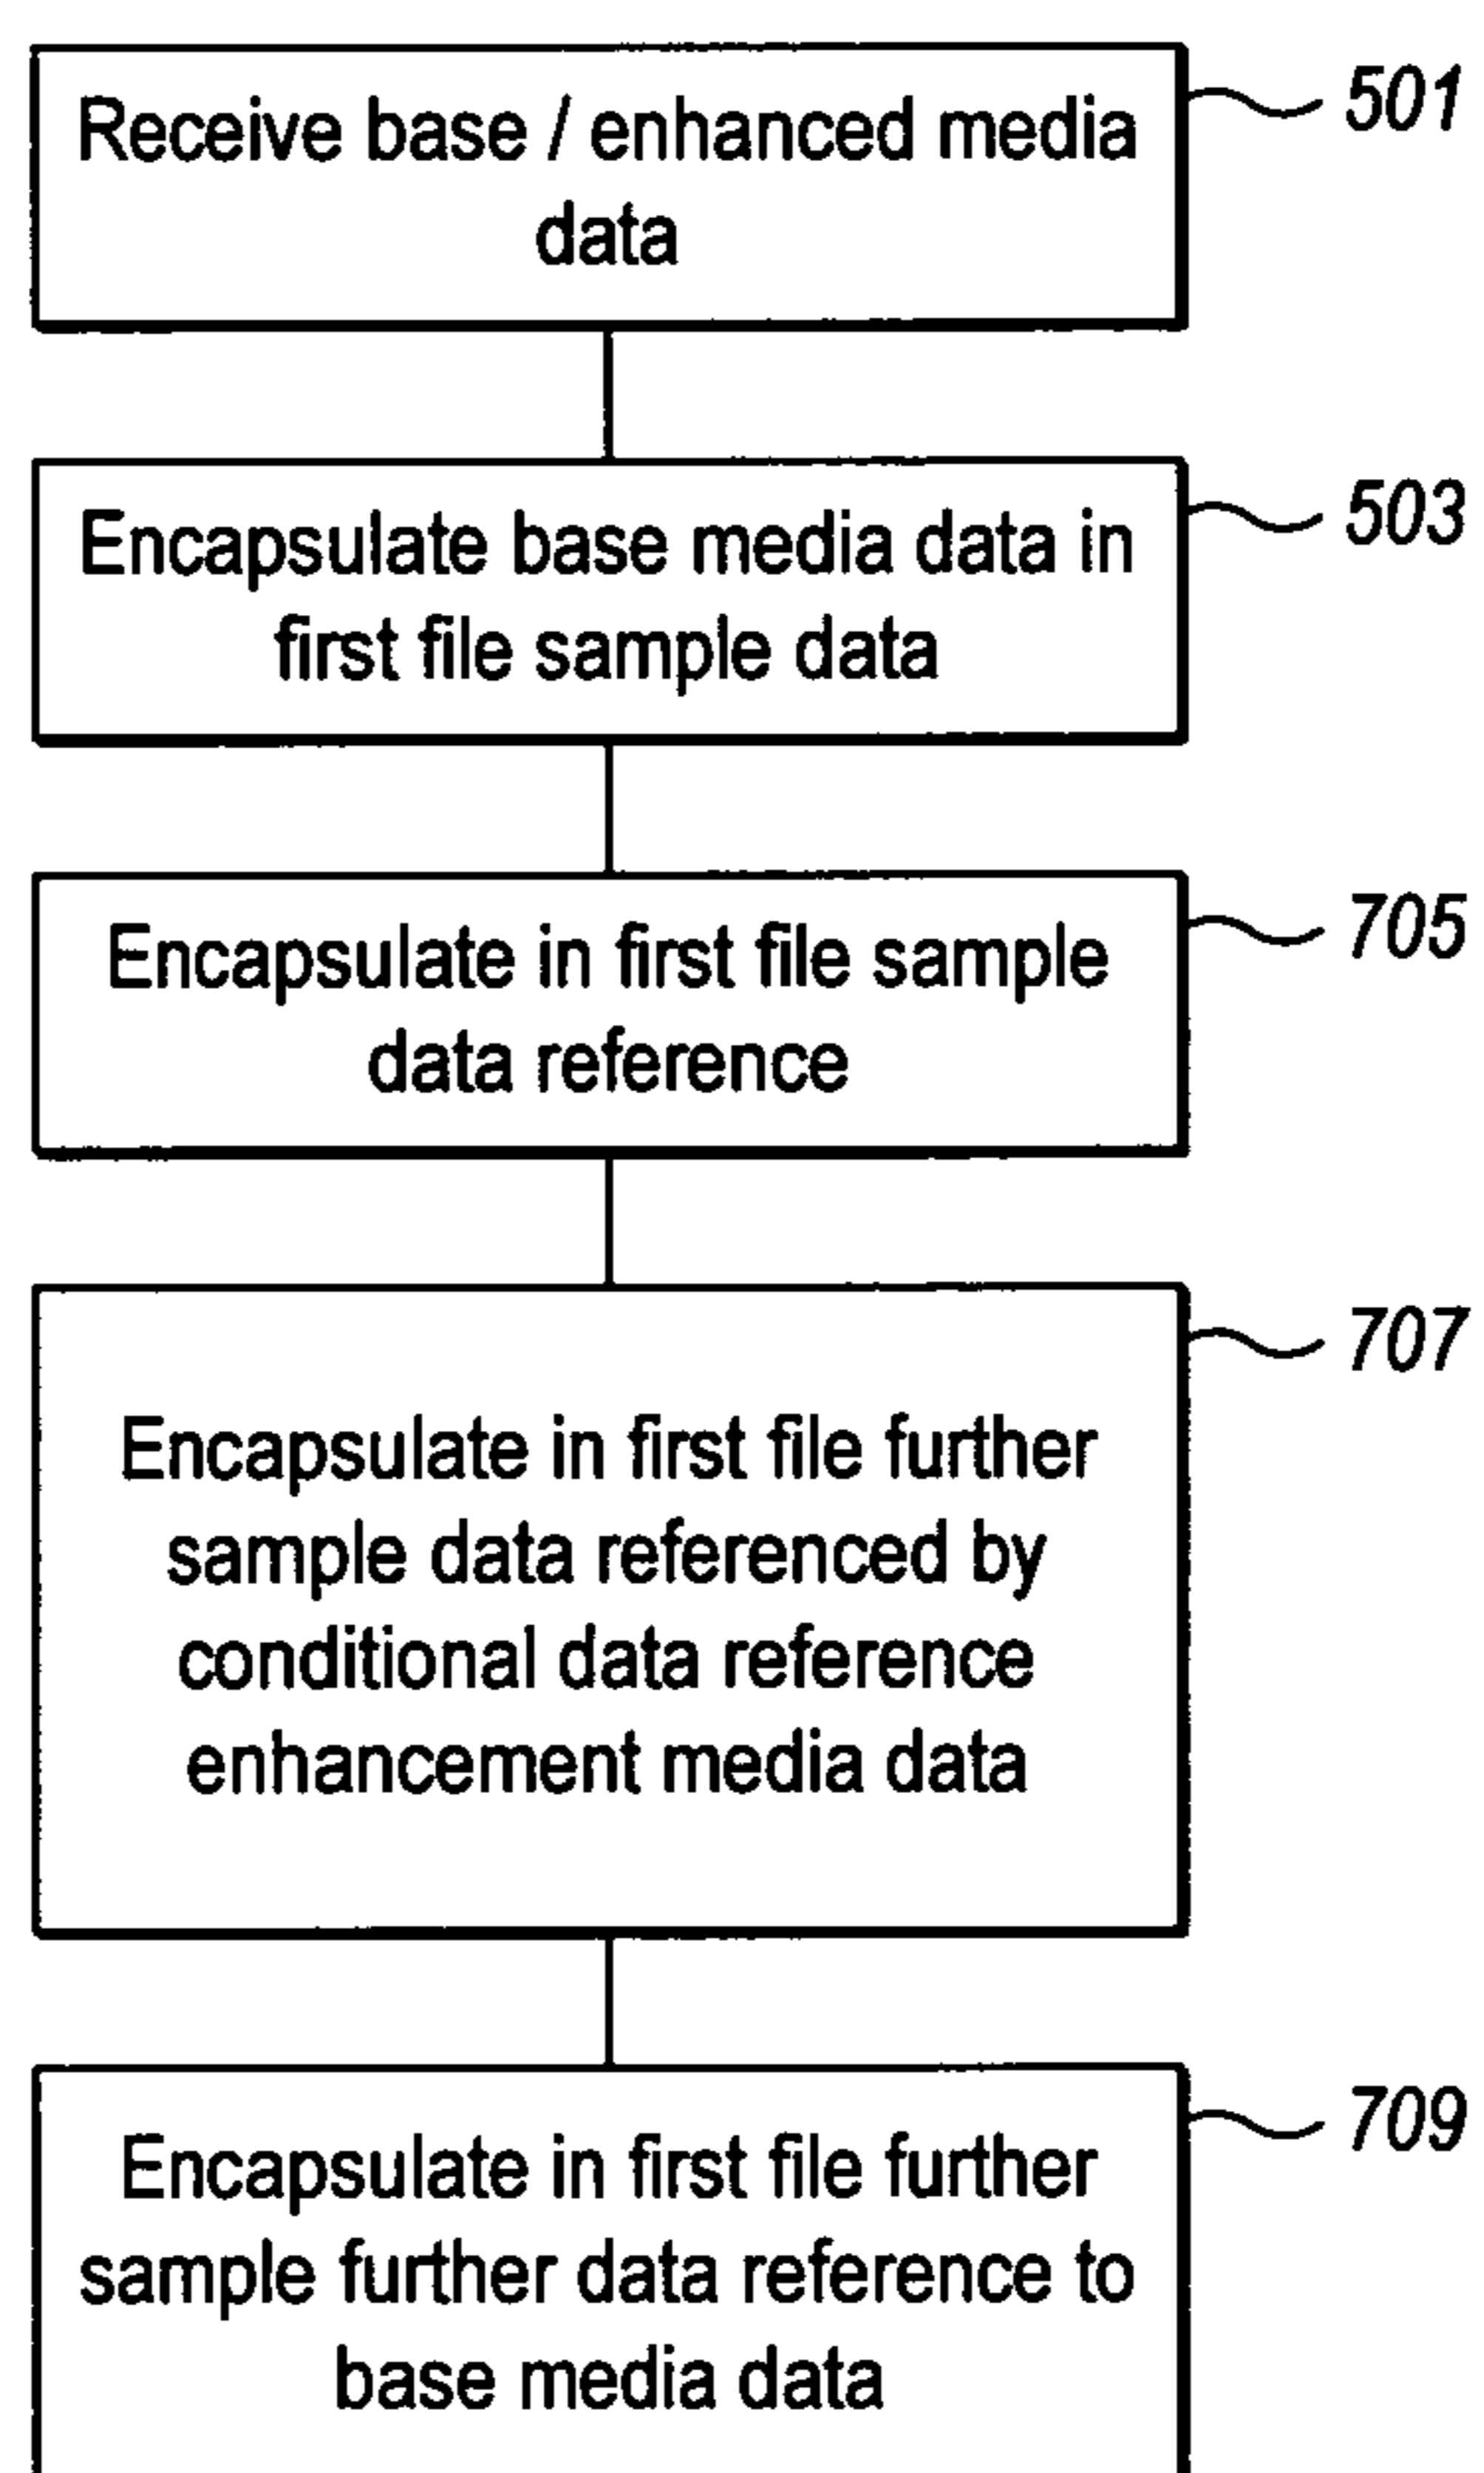 Receive base / enhanced media
data
501
Encapsulate base media data in
first file sample data
503
Encapsulate in first file sample
data reference
705
Encapsulate in first file further
sample data referenced by
conditional data reference
enhancement media data
707
Encapsulate in first file further
sample further data reference to
base media data
709